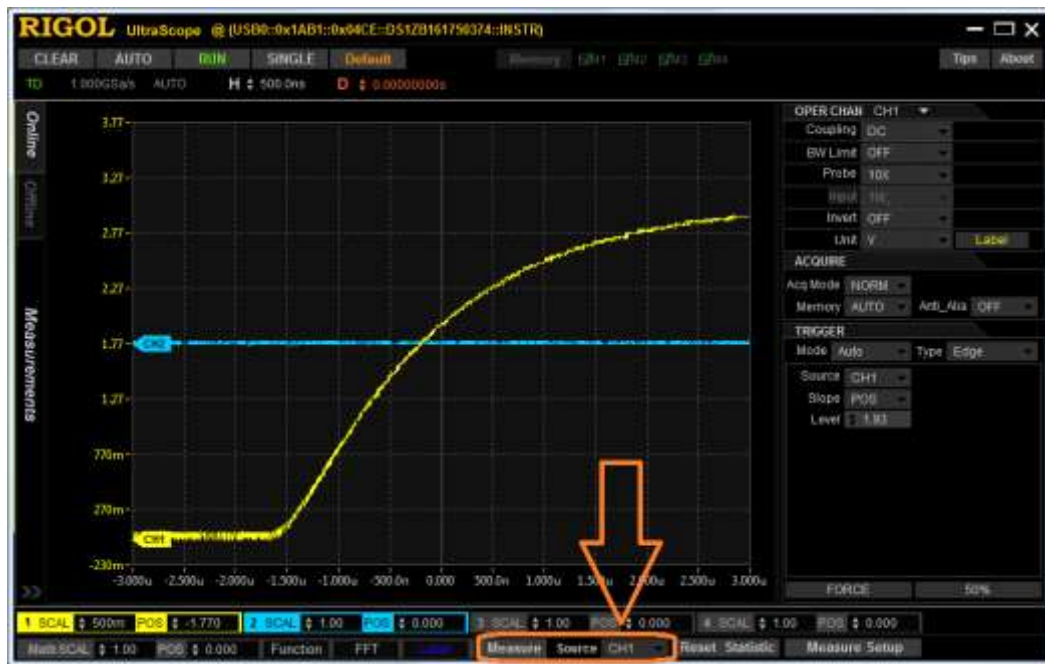 RIGOL UltraScope @ (USB0::0x1AB1::0x04CE::DS1ZB161750374::INSTR)
CLEAR AUTO RUN SINGLE Default Memory Tips About
TD 1.000GSa/s AUTO H 500.0ns D 0.00000000s
Online
Offline
Measurements
3.77
3.27
2.77
2.27
1.77
1.27
770m
270m
-230m
CH2
CH1
-3.000u -2.500u -2.000u -1.500u -1.000u -500.0n 0.000 500.0n 1.000u 1.500u 2.000u 2.500u 3.000u
OPER CHAN CH1
Coupling DC
BW Limit OFF
Probe 10X
Input
Invert OFF
Unit V Label
ACQUIRE
Acq Mode NORM
Memory AUTO Anti_Alia OFF
TRIGGER
Mode Auto Type Edge
Source CH1
Slope POS
Level 1.93
FORCE 50%
1 SCAL 500m POS -1.770 2 SCAL 1.00 POS 0.000 3 SCAL 1.00 POS 0.000 4 SCAL 1.00 POS 0.000
Math SCAL 1.00 POS 0.000 Function FFT Measure Source CH1 Reset Statistic Measure Setup